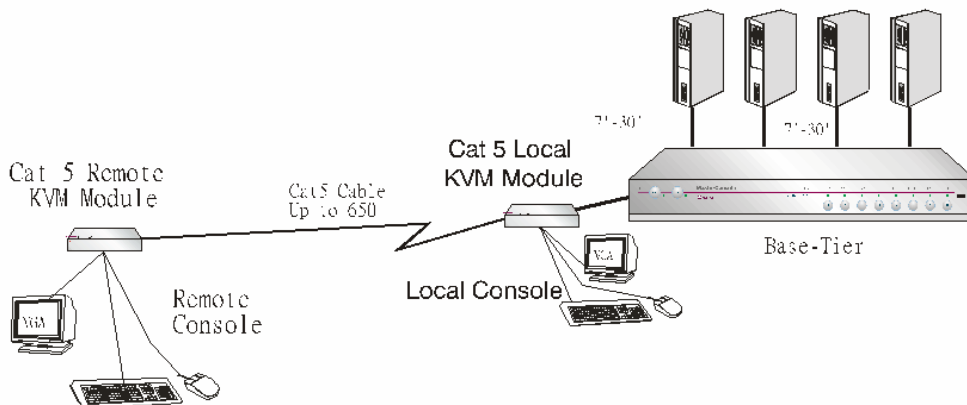 7'-30'
7'-30'
Cat 5 Local
KVM Module
Cat 5 Remote
KVM Module
Cat5 Cable
Up to 650
Base-Tier
VGA
Local Console
Remote
Console
VGA